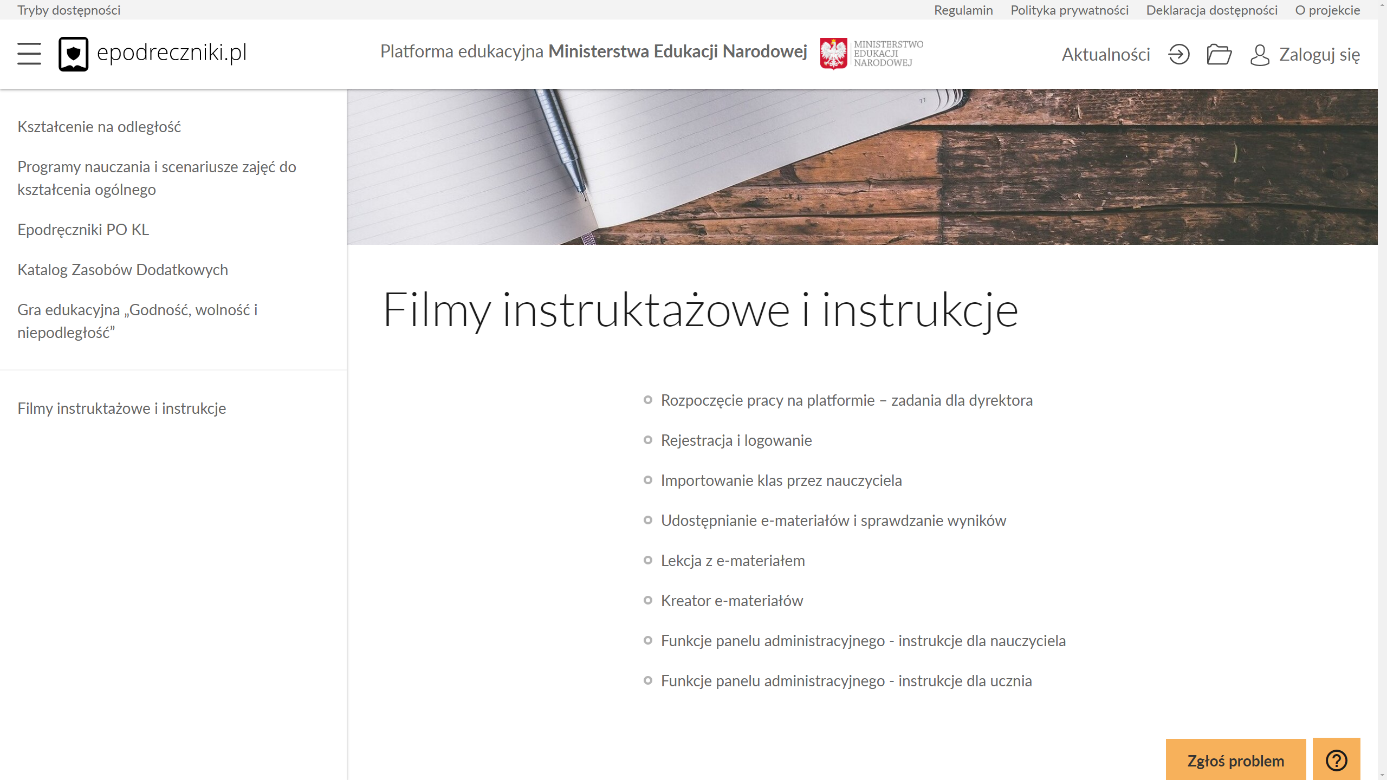 Tryby dostępności
Regulamin Polityka prywatności Deklaracja dostępności O projekcie
epodreczniki.pl
Platforma edukacyjna Ministerstwa Edukacji Narodowej
MINISTERSTWO
EDUKACJI
NARODOWEJ
Aktualności
Zaloguj się
Kształcenie na odległość
Programy nauczania i scenariusze zajęć do
kształcenia ogólnego
Epodręczniki PO KL
Katalog Zasobów Dodatkowych
Gra edukacyjna „Godność, wolność i
niepodległość”
Filmy instruktażowe i instrukcje
Filmy instruktażowe i instrukcje
Rozpoczęcie pracy na platformie – zadania dla dyrektora
Rejestracja i logowanie
Importowanie klas przez nauczyciela
Udostępnianie e-materiałów i sprawdzanie wyników
Lekcja z e-materiałem
Kreator e-materiałów
Funkcje panelu administracyjnego - instrukcje dla nauczyciela
Funkcje panelu administracyjnego - instrukcje dla ucznia
Zgłoś problem